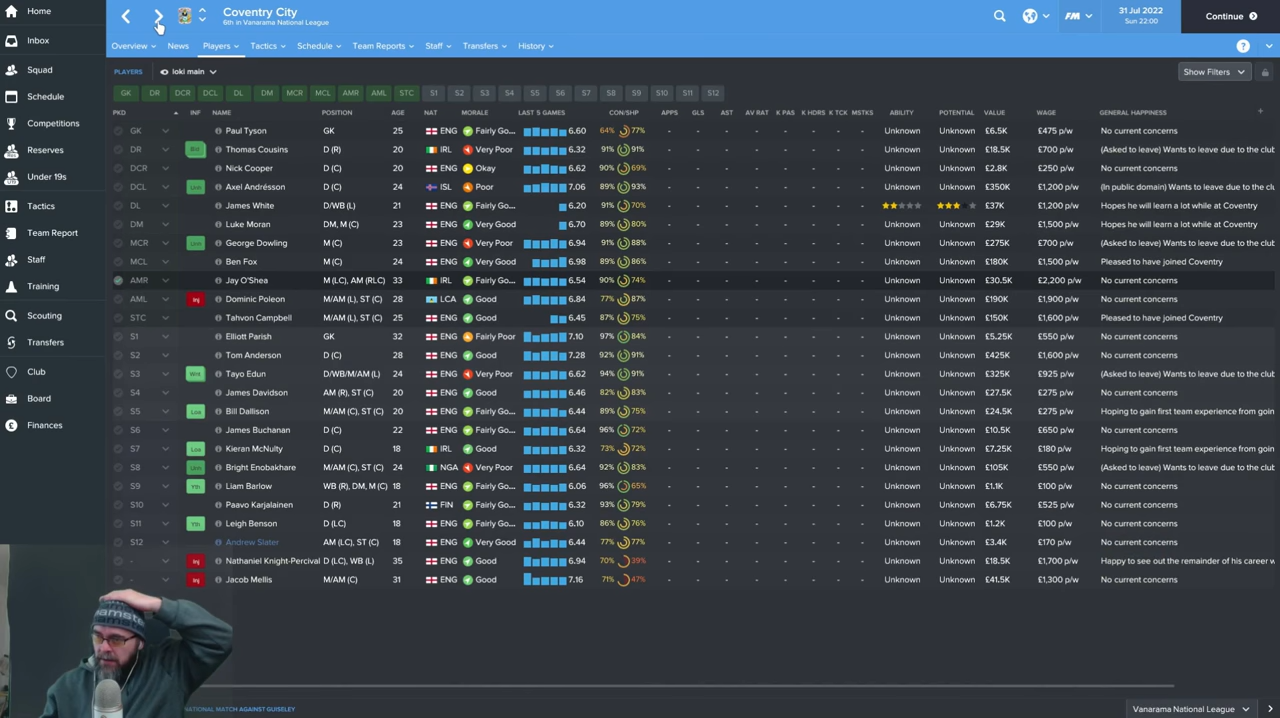 Home
Coventry City
6th in Vanarama National League
31 Jul 2022
Sun 22:00
FM
Continue
Inbox
Overview News Players Tactics Schedule Team Reports Staff Transfers History
Squad
PLAYERS loki main Show Filters
Schedule
GK DR DCR DCL DL DM MCR MCL AMR AML STC S1 S2 S3 S4 S5 S6 S7 S8 S9 S10 S11 S12
PKD INF NAME POSITION AGE NAT MORALE LAST 5 GAMES CON/SHP APPS GLS AST AV RAT K PAS K HDRS K TCK MSTKS ABILITY POTENTIAL VALUE WAGE GENERAL HAPPINESS
Competitions
GK Paul Tyson GK 25 ENG Fairly Go... 6.60 64% 77% - - - - - - - - Unknown Unknown £6.5K £475 p/w No current concerns
Reserves
DR Bid Thomas Cousins D (R) 20 IRL Very Poor 6.32 91% 91% - - - - - - - - Unknown Unknown £18.5K £700 p/w (Asked to leave) Wants to leave due to the club
DCR Nick Cooper D (C) 20 ENG Okay 6.44 90% 69% - - - - - - - - Unknown Unknown £2.8K £250 p/w No current concerns
Under 19s
DCL Unh Axel Andrésson D (C) 24 ISL Poor 7.06 89% 93% - - - - - - - - Unknown Unknown £350K £1,200 p/w (In public domain) Wants to leave due to the clu
Tactics
DL James White D/WB (L) 21 ENG Fairly Go... 6.20 91% 70% - - - - - - - - £37K £1,200 p/w Hopes he will learn a lot while at Coventry
DM Luke Moran DM, M (C) 23 ENG Very Good 6.70 89% 80% - - - - - - - - Unknown Unknown £29K £1,500 p/w Hopes he will learn a lot while at Coventry
Team Report
MCR Unh George Dowling M (C) 23 ENG Very Poor 6.94 91% 88% - - - - - - - - Unknown Unknown £275K £700 p/w (Asked to leave) Wants to leave due to the club
Staff
MCL Ben Fox M (C) 24 ENG Very Good 6.98 90% 86% - - - - - - - - Unknown Unknown £180K £1,500 p/w Pleased to have joined Coventry
AMR Jay O'Shea M (LC), AM (RLC) 33 IRL Fairly Go... 6.54 90% 74% - - - - - - - - Unknown Unknown £30.5K £2,200 p/w No current concerns
Training
AML Inj Dominic Poleon M/AM (L), ST (C) 28 LCA Good 6.84 77% 87% - - - - - - - - Unknown Unknown £190K £1,900 p/w No current concerns
Scouting
STC Tahvon Campbell M/AM (L), ST (C) 25 ENG Good 6.45 87% 75% - - - - - - - - Unknown Unknown £150K £1,600 p/w Pleased to have joined Coventry
S1 Elliott Parish GK 32 ENG Fairly Poor 7.10 97% 84% - - - - - - - - Unknown Unknown £5.25K £550 p/w No current concerns
Transfers
S2 Tom Anderson D (C) 28 ENG Good 7.28 92% 91% - - - - - - - - Unknown Unknown £425K £1,600 p/w No current concerns
Club
S3 Wnt Tayo Edun D/WB/M/AM (L) 24 ENG Very Poor 6.62 94% 91% - - - - - - - - Unknown Unknown £325K £925 p/w (Asked to leave) Wants to leave due to the club
S4 James Davidson AM (R), ST (C) 20 ENG Good 6.46 82% 83% - - - - - - - - Unknown Unknown £27.5K £275 p/w No current concerns
Board
S5 Loa Bill Dallison M/AM (C), ST (C) 20 ENG Fairly Go... 6.44 89% 75% - - - - - - - - Unknown Unknown £24.5K £275 p/w Hoping to gain first team experience from goin
Finances
S6 James Buchanan D (C) 22 ENG Fairly Go... 6.64 96% 72% - - - - - - - - Unknown Unknown £10.5K £650 p/w No current concerns
S7 Loa Kieran McNulty D (C) 18 IRL Good 6.32 73% 72% - - - - - - - - Unknown Unknown £7.25K £180 p/w Hoping to gain first team experience from goin
S8 Unh Bright Enobakhare M/AM (C), ST (C) 24 NGA Very Poor 6.64 92% 83% - - - - - - - - Unknown Unknown £105K £550 p/w (Asked to leave) Wants to leave due to the club
S9 Yth Liam Barlow WB (R), DM, M (C) 18 ENG Fairly Go... 6.06 96% 65% - - - - - - - - Unknown Unknown £1.1K £100 p/w No current concerns
S10 Paavo Karjalainen D (R) 21 FIN Fairly Go... 6.32 93% 79% - - - - - - - - Unknown Unknown £6.75K £525 p/w No current concerns
S11 Yth Leigh Benson D (LC) 18 ENG Fairly Go... 6.10 86% 76% - - - - - - - - Unknown Unknown £1.2K £100 p/w No current concerns
S12 Andrew Slater AM (LC), ST (C) 18 ENG Very Good 6.44 77% 77% - - - - - - - - Unknown Unknown £3.4K £170 p/w No current concerns
- Inj Nathaniel Knight-Percival D (LC), WB (L) 35 ENG Good 6.94 70% 39% - - - - - - - - Unknown Unknown £18.5K £1,700 p/w Happy to see out the remainder of his career w
- Inj Jacob Mellis M/AM (C) 31 ENG Good 7.16 71% 47% - - - - - - - - Unknown Unknown £41.5K £1,300 p/w No current concerns
NATIONAL MATCH AGAINST GUISELEY
Vanarama National League